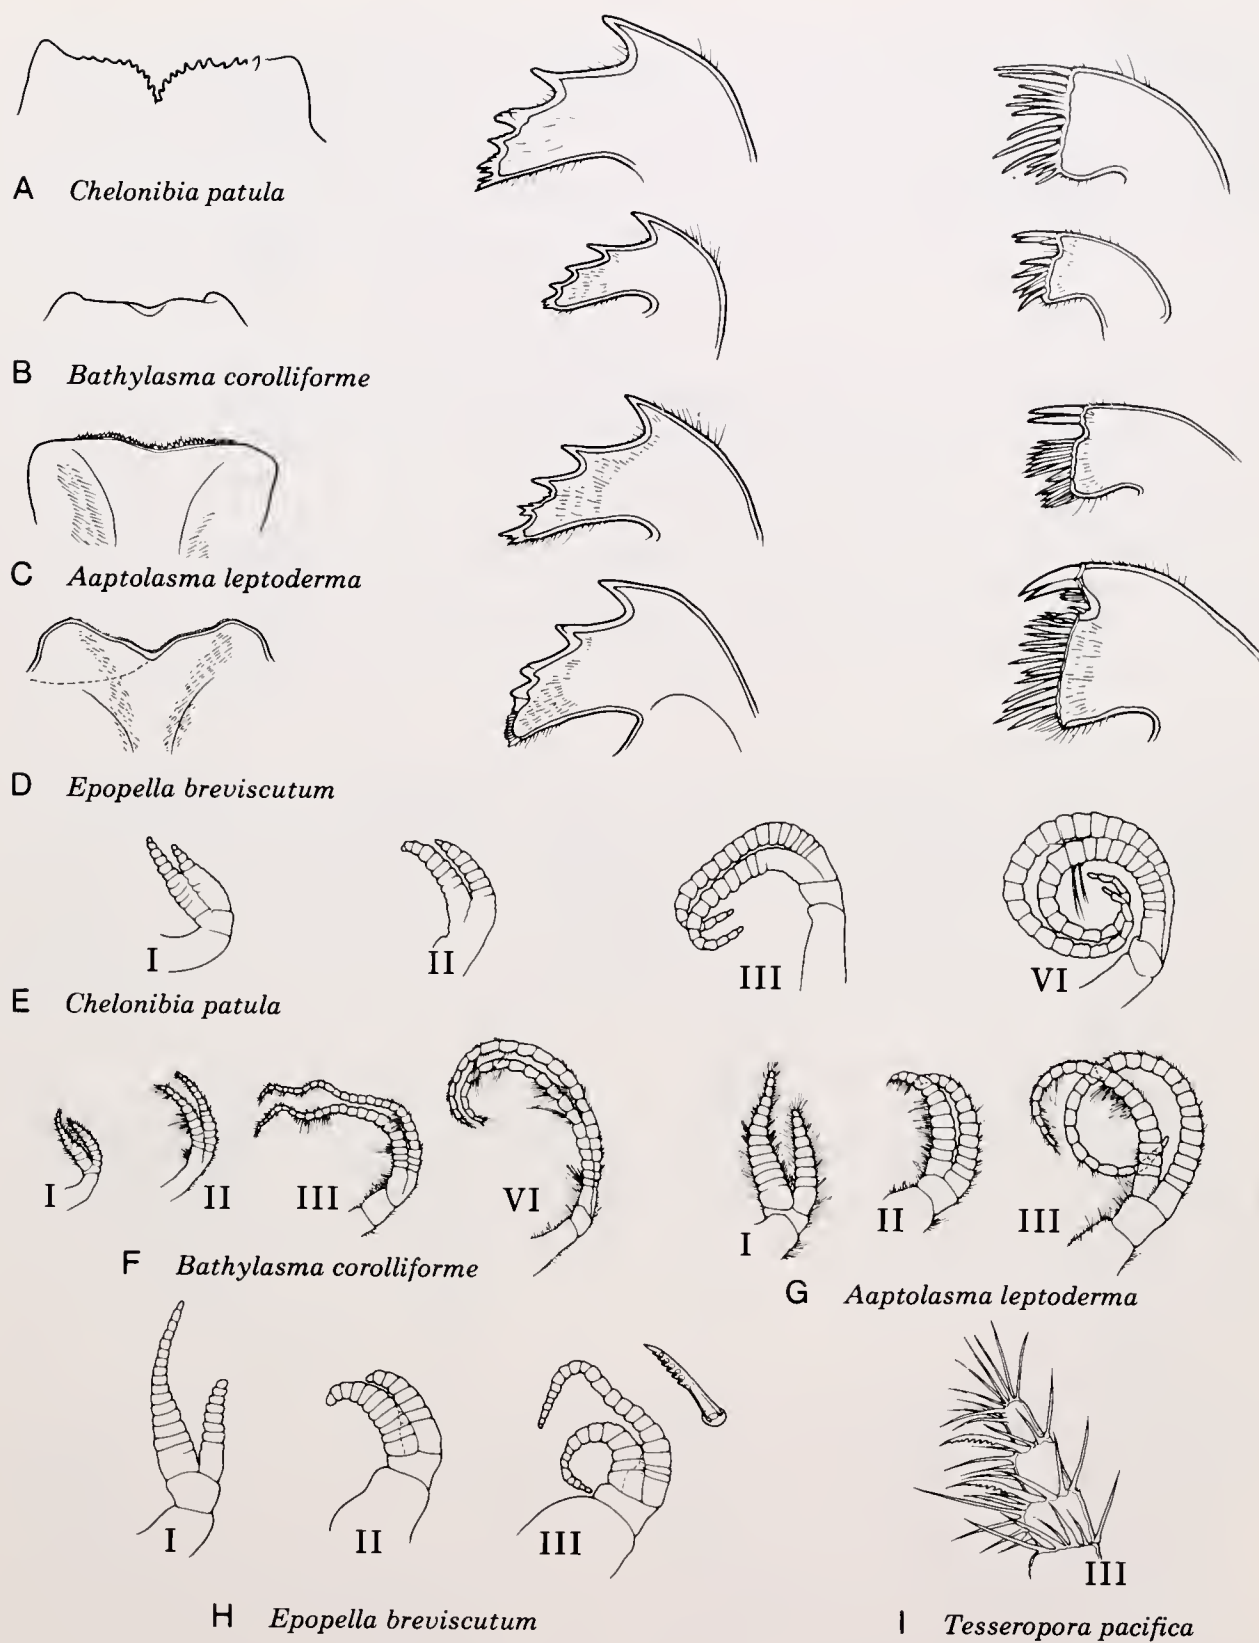 A Chelonibia patula
B Bathylasma corolliforme
C Aaptolasma leptoderma
D Epopella breviscutum
I II III VI
E Chelonibia patula
I II III VI
F Bathylasma corolliforme
I II III
G Aaptolasma leptoderma
I II III
H Epopella breviscutum
III
I Tesseropora pacifica